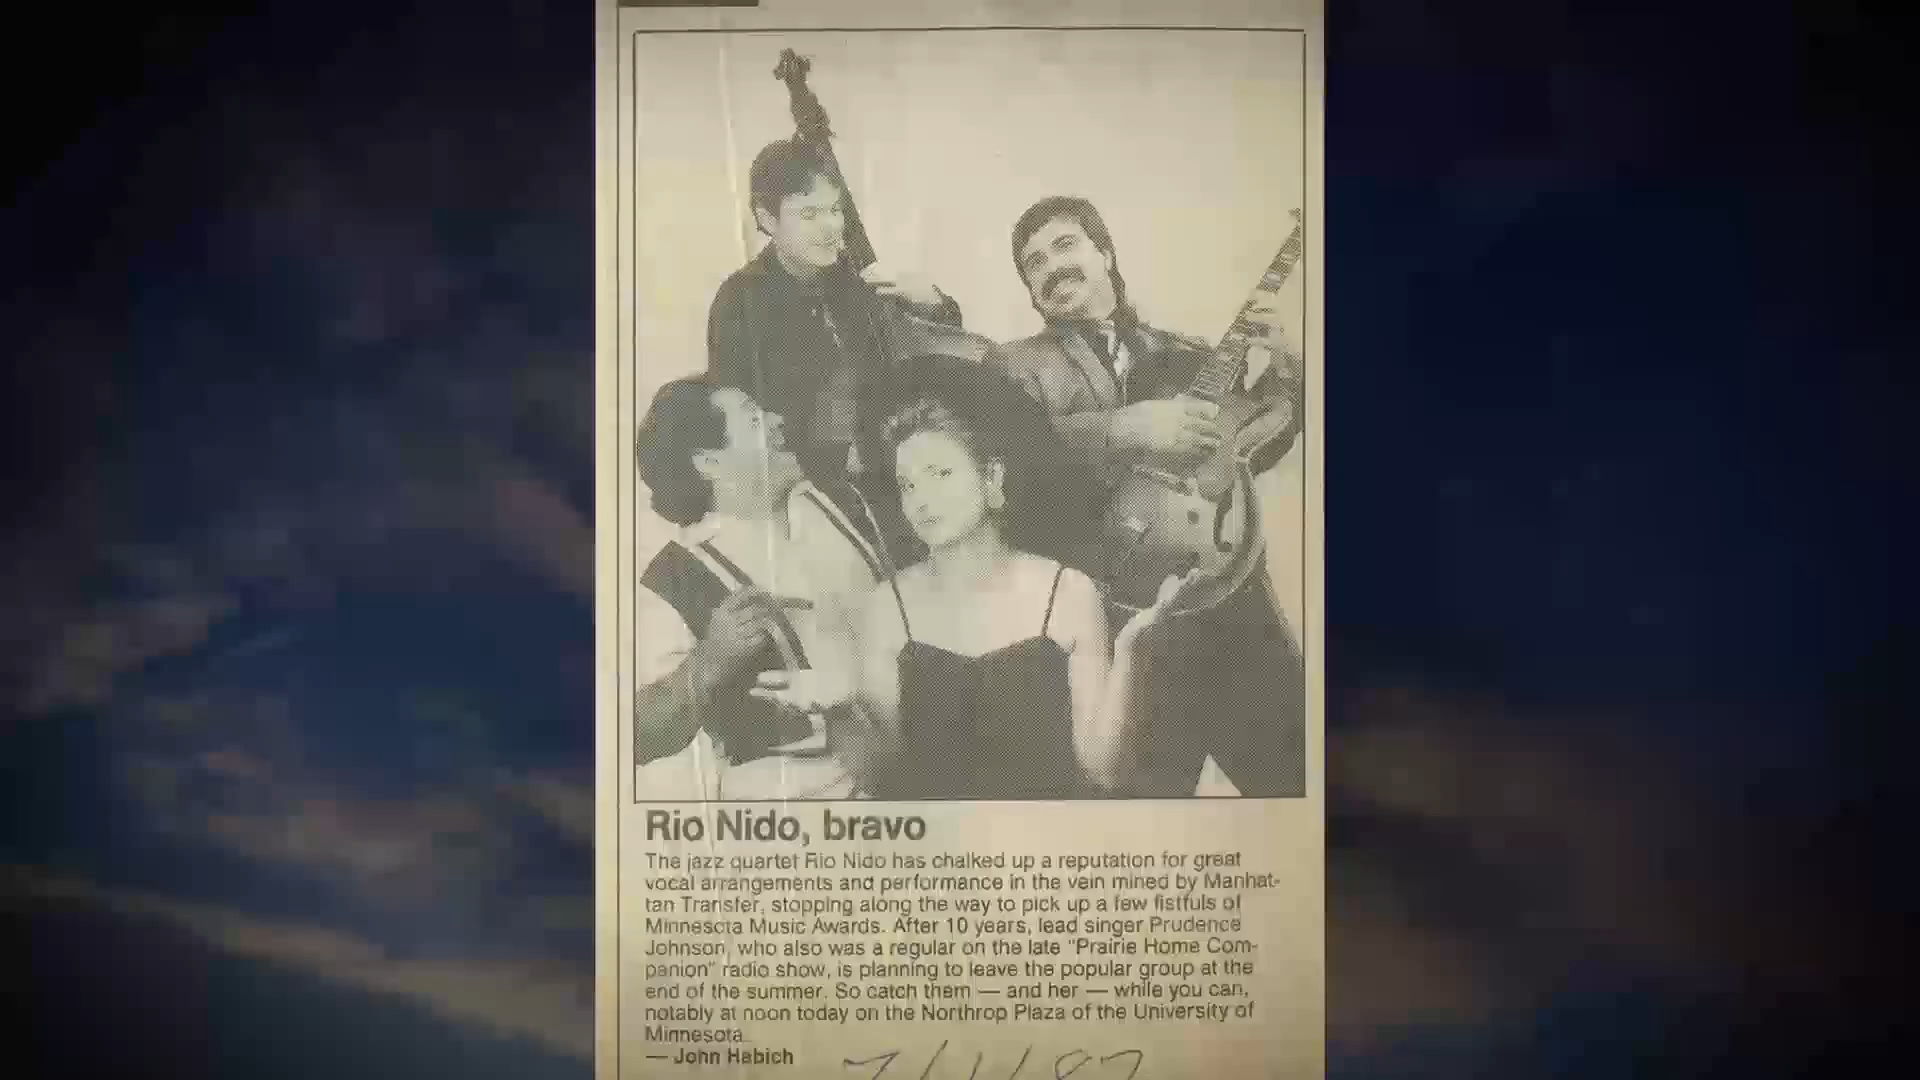 Rio Nido, bravo
The jazz quartet Rio Nido has chalked up a reputation for great
vocal arrangements and performance in the vein mined by Manhat-
tan Transfer, stopping along the way to pick up a few fistfuls of
Minnesota Music Awards. After 10 years, lead singer Prudence
Johnson, who also was a regular on the late "Prairie Home Com-
panion" radio show, is planning to leave the popular group at the
end of the summer. So catch them — and her — while you can,
notably at noon today on the Northrop Plaza of the University of
Minnesota.
— John Habich